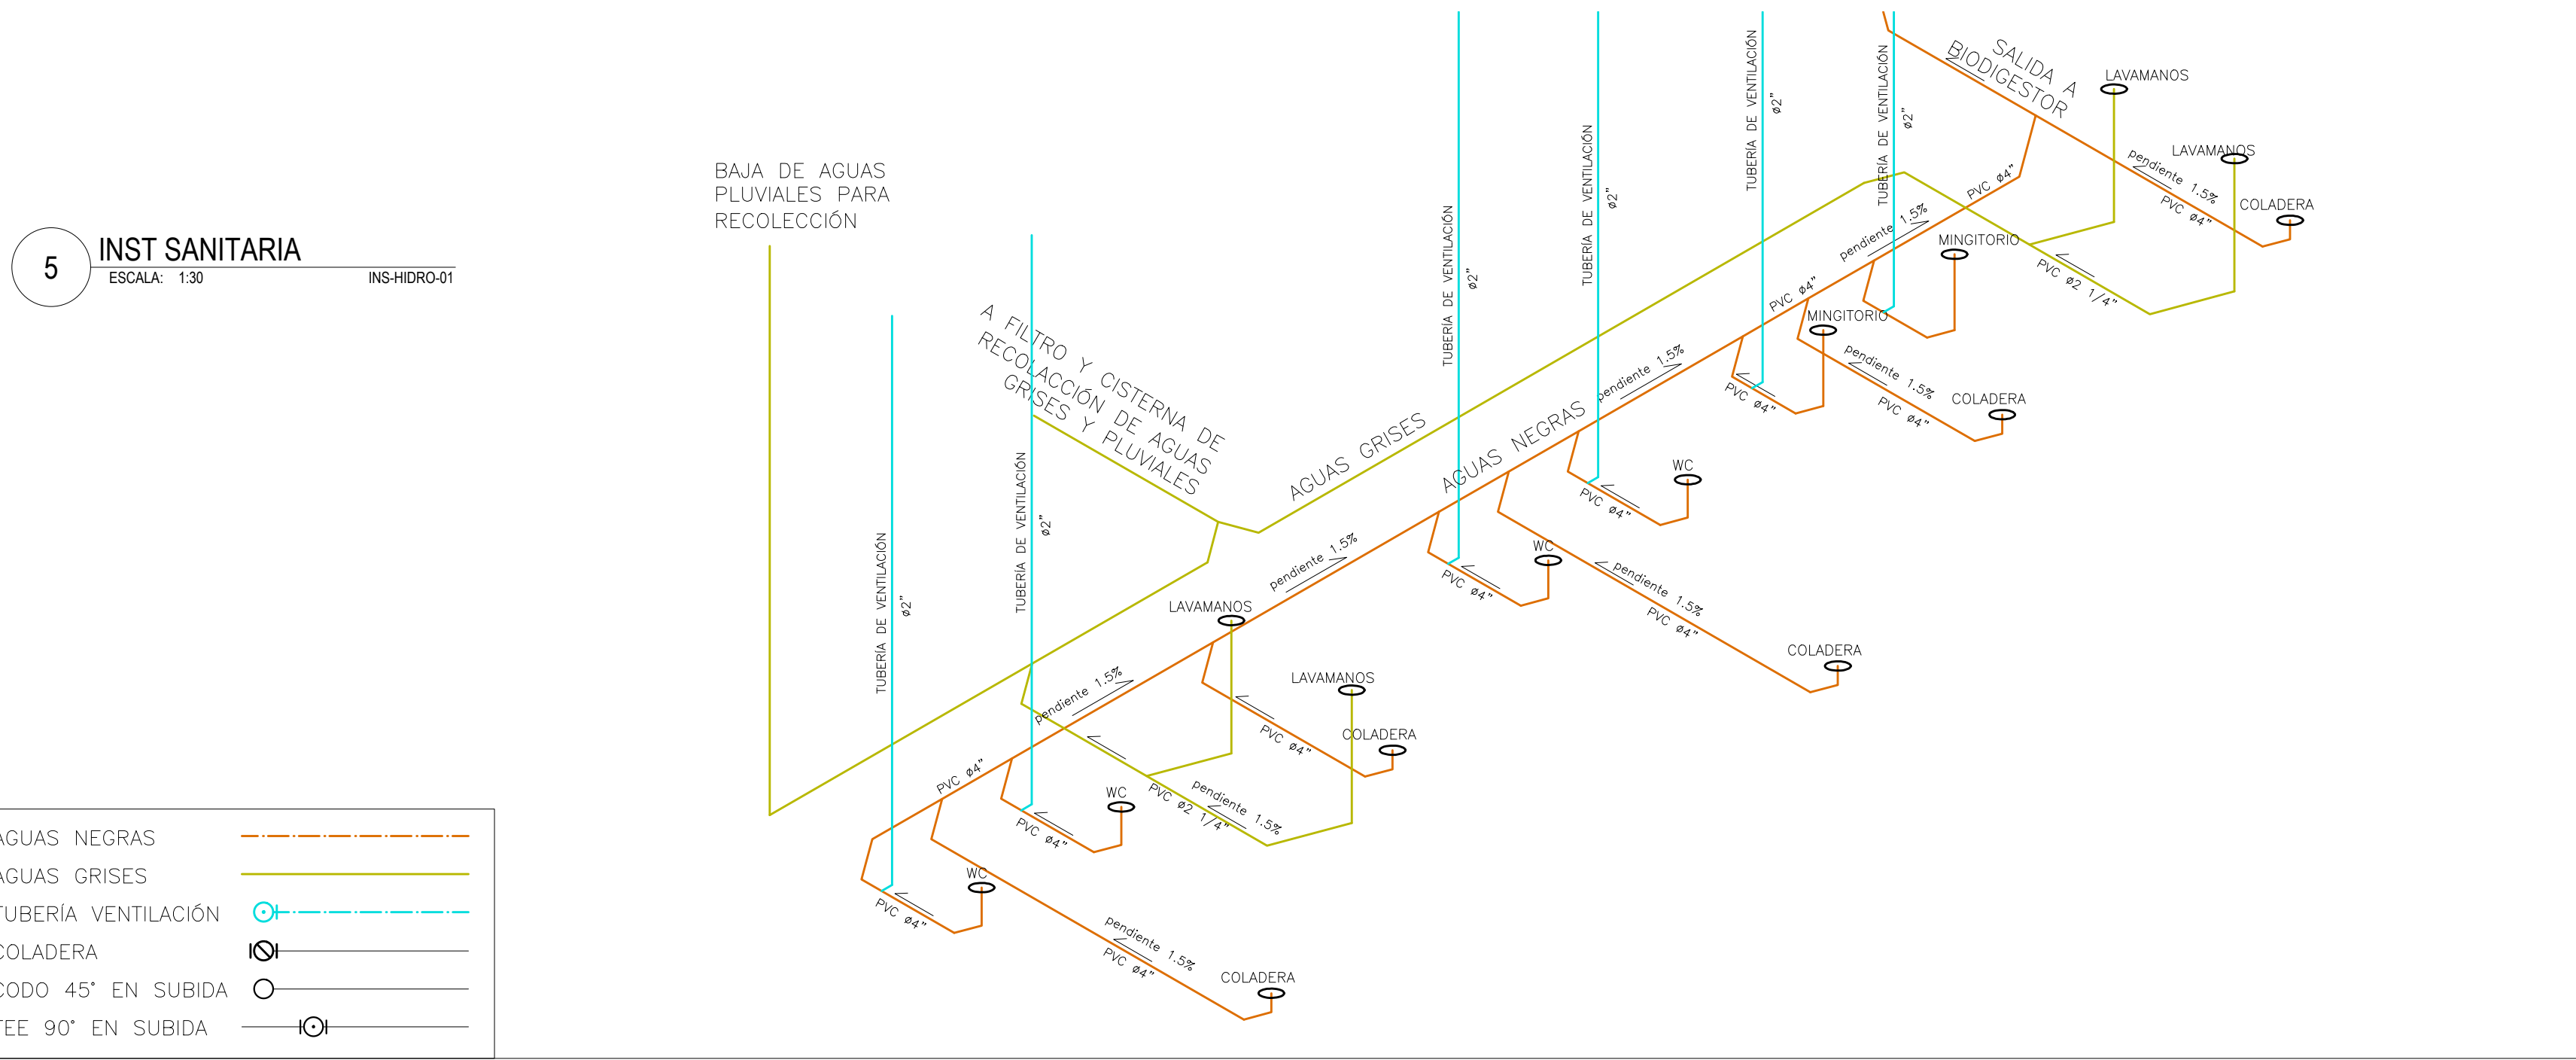 5
INST SANITARIA
ESCALA: 1:30
INS-HIDRO-01
BAJA DE AGUAS
PLUVIALES PARA
RECOLECCIÓN
A FILTRO Y CISTERNA DE
RECOLACCIÓN DE AGUAS
GRISES Y PLUVIALES
SALIDA A
BIODIGESTOR
AGUAS GRISES
AGUAS NEGRAS
TUBERÍA DE VENTILACIÓN
ø2"
TUBERÍA DE VENTILACIÓN
ø2"
TUBERÍA DE VENTILACIÓN
ø2"
TUBERÍA DE VENTILACIÓN
ø2"
TUBERÍA DE VENTILACIÓN
ø2"
TUBERÍA DE VENTILACIÓN
ø2"
LAVAMANOS
LAVAMANOS
COLADERA
pendiente 1.5%
PVC ø4"
PVC ø4"
pendiente 1.5%
PVC ø2 1/4"
MINGITORIO
PVC ø4"
MINGITORIO
pendiente 1.5%
PVC ø4"
COLADERA
pendiente 1.5%
PVC ø4"
WC
PVC ø4"
WC
PVC ø4"
pendiente 1.5%
pendiente 1.5%
PVC ø4"
COLADERA
LAVAMANOS
LAVAMANOS
pendiente 1.5%
PVC ø4"
COLADERA
PVC ø4"
WC
PVC ø4"
PVC ø2 1/4"
pendiente 1.5%
WC
PVC ø4"
pendiente 1.5%
PVC ø4"
COLADERA
AGUAS NEGRAS
AGUAS GRISES
TUBERÍA VENTILACIÓN
COLADERA
CODO 45° EN SUBIDA
TEE 90° EN SUBIDA